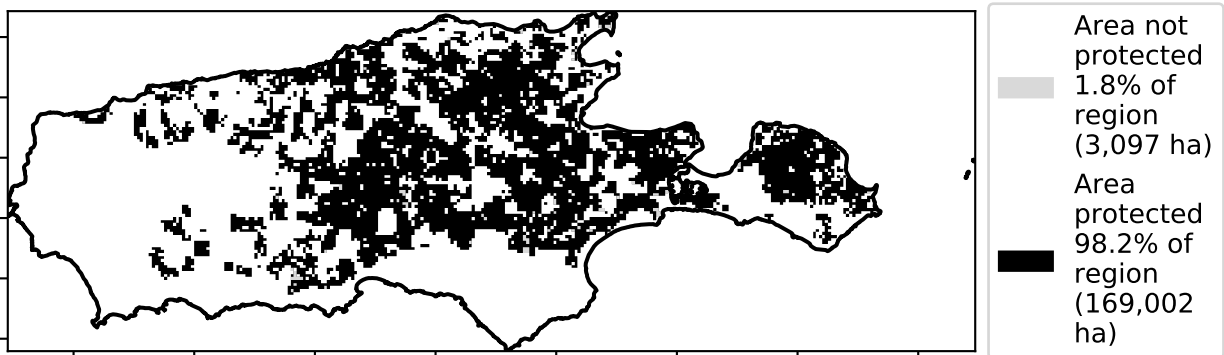 Area not
protected
1.8% of
region
(3,097 ha)
Area
protected
98.2% of
region
(169,002
ha)